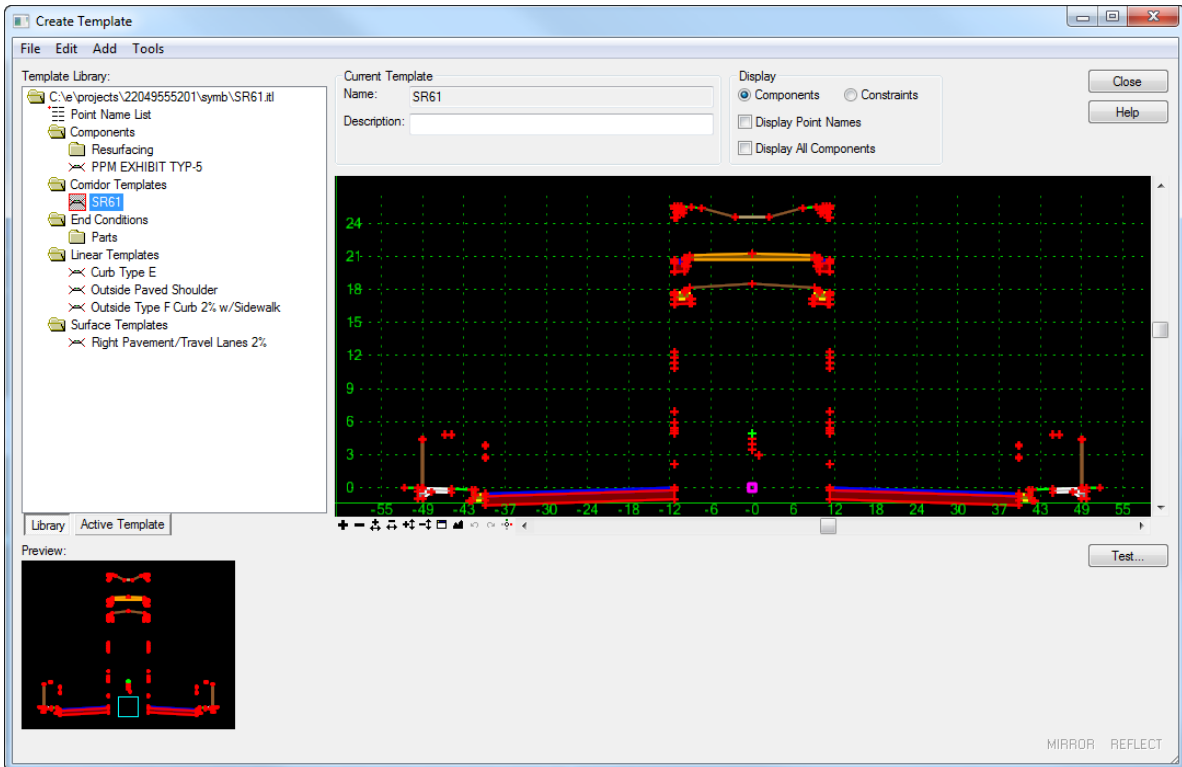 Create Template
File Edit Add Tools
Template Library:
C:\e\projects\22049555201\symb\SR61.itl
Point Name List
Components
Resurfacing
PPM EXHIBIT TYP-5
Corridor Templates
SR61
End Conditions
Parts
Linear Templates
Curb Type E
Outside Paved Shoulder
Outside Type F Curb 2% w/Sidewalk
Surface Templates
Right Pavement/Travel Lanes 2%
Library Active Template
Current Template
Name: SR61
Description:
Display
Components Constraints
Display Point Names
Display All Components
Close
Help
24
21
18
15
12
9
6
3
0
-55 -49 -43 -37 -30 -24 -18 -12 -6 -0 6 12 18 24 30 37 43 49 55
Preview:
Test...
MIRROR REFLECT